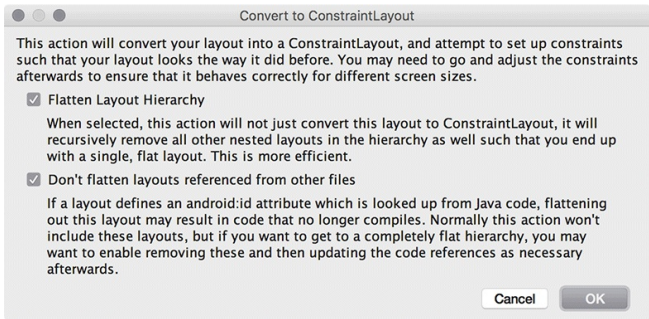 Convert to ConstraintLayout
This action will convert your layout into a ConstraintLayout, and attempt to set up constraints
such that your layout looks the way it did before. You may need to go and adjust the constraints
afterwards to ensure that it behaves correctly for different screen sizes.
Flatten Layout Hierarchy
When selected, this action will not just convert this layout to ConstraintLayout, it will
recursively remove all other nested layouts in the hierarchy as well such that you end up
with a single, flat layout. This is more efficient.
Don't flatten layouts referenced from other files
If a layout defines an android:id attribute which is looked up from Java code, flattening
out this layout may result in code that no longer compiles. Normally this action won't
include these layouts, but if you want to get to a completely flat hierarchy, you may
want to enable removing these and then updating the code references as necessary
afterwards.
Cancel OK